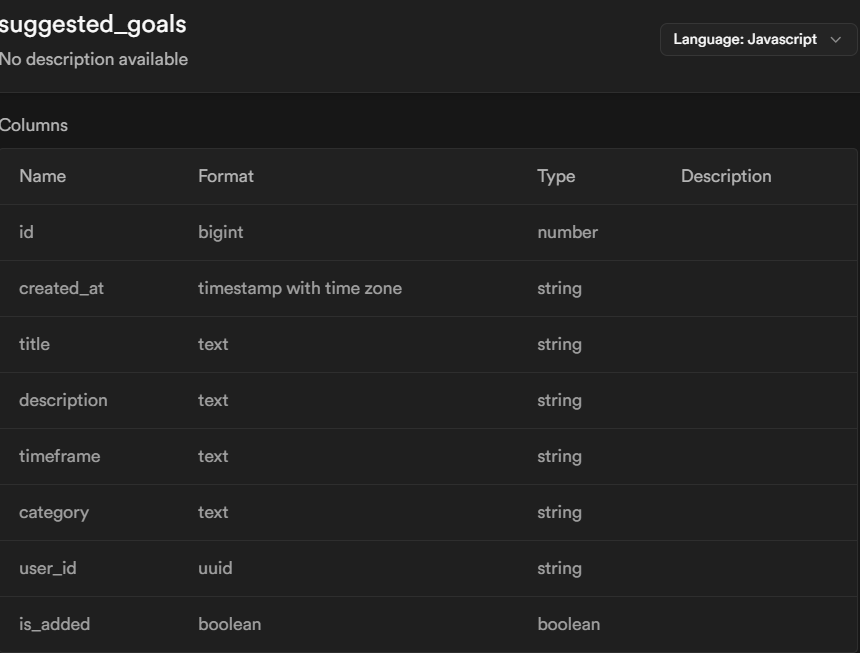 suggested_goals
Language: Javascript
No description available
Columns
Name Format Type Description
id bigint number
created_at timestamp with time zone string
title text string
description text string
timeframe text string
category text string
user_id uuid string
is_added boolean boolean